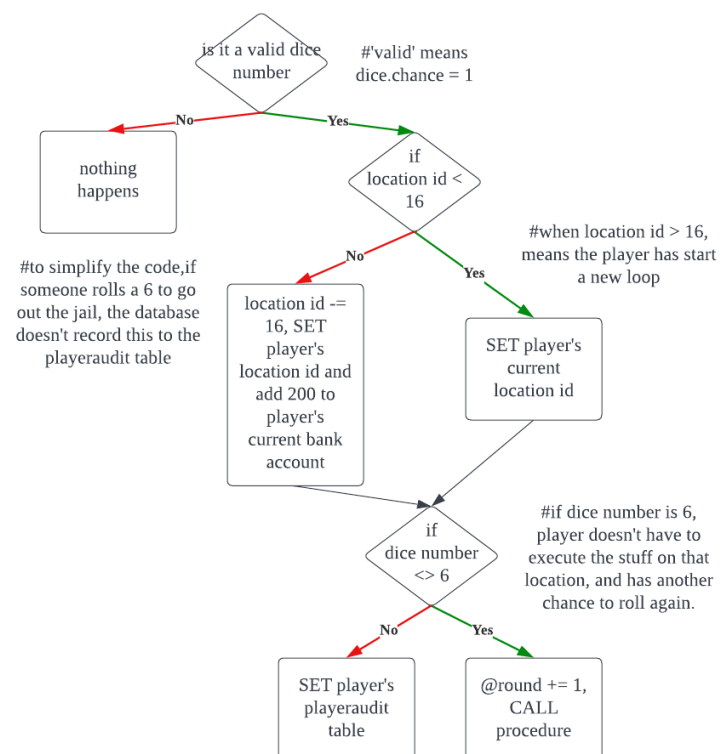 is it a valid dice
number
#'valid' means
dice.chance = 1
No
Yes
nothing
happens
if
location id <
16
#to simplify the code,if
someone rolls a 6 to go
out the jail, the database
doesn't record this to the
playeraudit table
No
Yes
#when location id > 16,
means the player has start
a new loop
location id -=
16, SET
player's
location id and
add 200 to
player's
current bank
account
SET player's
current
location id
if
dice number
<> 6
#if dice number is 6,
player doesn't have to
execute the stuff on that
location, and has another
chance to roll again.
No
Yes
SET player's
playeraudit
table
@round += 1,
CALL
procedure